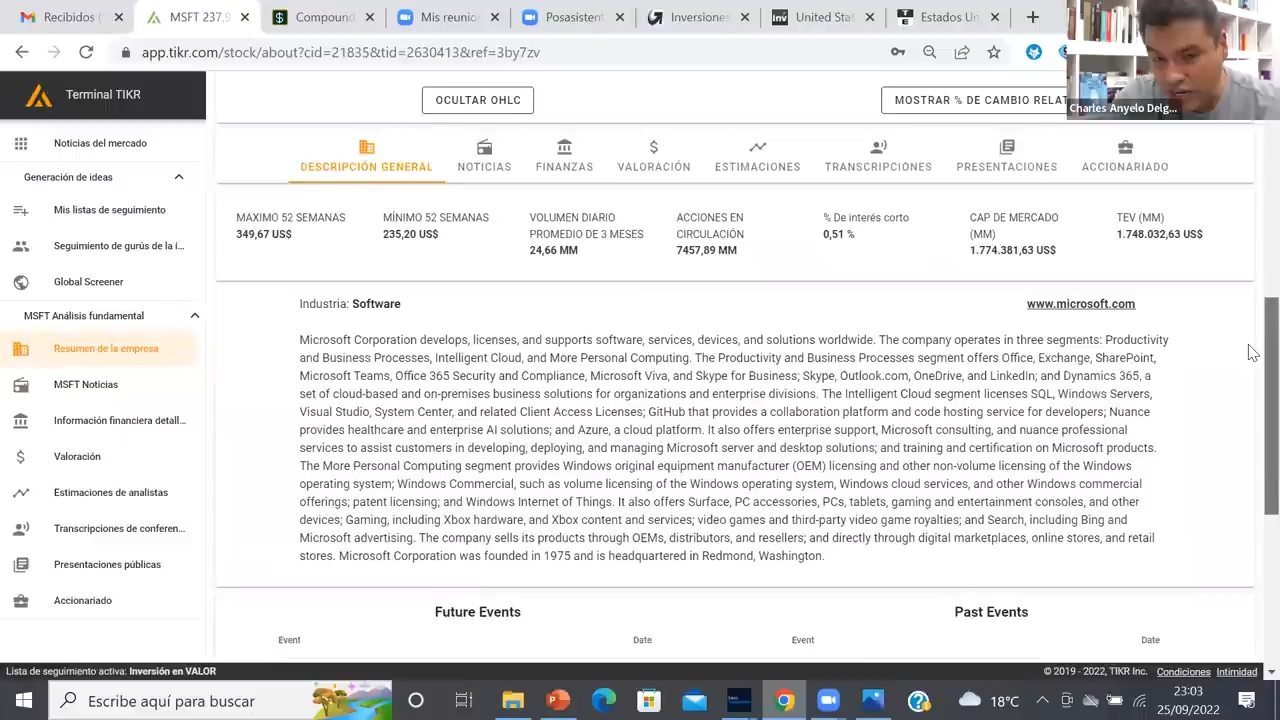 Recibidos (
MSFT 237,9
Compound
Mis reunio
Posasisten
Inversiones
United Stat
Estados Un
app.tikr.com/stock/about?cid=21835&tid=2630413&ref=3by7zv
Charles Anyelo Delg...
Terminal TIKR
OCULTAR OHLC
MOSTRAR % DE CAMBIO RELAT
Noticias del mercado
Generación de ideas
Mis listas de seguimiento
Seguimiento de gurús de la i...
Global Screener
MSFT Análisis fundamental
Resumen de la empresa
MSFT Noticias
Información financiera detall...
Valoración
Estimaciones de analistas
Transcripciones de conferen...
Presentaciones públicas
Accionariado
DESCRIPCIÓN GENERAL
NOTICIAS
FINANZAS
VALORACIÓN
ESTIMACIONES
TRANSCRIPCIONES
PRESENTACIONES
ACCIONARIADO
MÁXIMO 52 SEMANAS
349,67 US$
MÍNIMO 52 SEMANAS
235,20 US$
VOLUMEN DIARIO
PROMEDIO DE 3 MESES
24,66 MM
ACCIONES EN
CIRCULACIÓN
7457,89 MM
% De interés corto
0,51 %
CAP DE MERCADO
(MM)
1.774.381,63 US$
TEV (MM)
1.748.032,63 US$
Industria: Software
www.microsoft.com
Microsoft Corporation develops, licenses, and supports software, services, devices, and solutions worldwide. The company operates in three segments: Productivity
and Business Processes, Intelligent Cloud, and More Personal Computing. The Productivity and Business Processes segment offers Office, Exchange, SharePoint,
Microsoft Teams, Office 365 Security and Compliance, Microsoft Viva, and Skype for Business; Skype, Outlook.com, OneDrive, and LinkedIn; and Dynamics 365, a
set of cloud-based and on-premises business solutions for organizations and enterprise divisions. The Intelligent Cloud segment licenses SQL, Windows Servers,
Visual Studio, System Center, and related Client Access Licenses; GitHub that provides a collaboration platform and code hosting service for developers; Nuance
provides healthcare and enterprise AI solutions; and Azure, a cloud platform. It also offers enterprise support, Microsoft consulting, and nuance professional
services to assist customers in developing, deploying, and managing Microsoft server and desktop solutions; and training and certification on Microsoft products.
The More Personal Computing segment provides Windows original equipment manufacturer (OEM) licensing and other non-volume licensing of the Windows
operating system; Windows Commercial, such as volume licensing of the Windows operating system, Windows cloud services, and other Windows commercial
offerings; patent licensing; and Windows Internet of Things. It also offers Surface, PC accessories, PCs, tablets, gaming and entertainment consoles, and other
devices; Gaming, including Xbox hardware, and Xbox content and services; video games and third-party video game royalties; and Search, including Bing and
Microsoft advertising. The company sells its products through OEMs, distributors, and resellers; and directly through digital marketplaces, online stores, and retail
stores. Microsoft Corporation was founded in 1975 and is headquartered in Redmond, Washington.
Future Events
Past Events
Event
Date
Event
Date
Lista de seguimiento activa: Inversión en VALOR
© 2019 - 2022, TIKR Inc.
Condiciones
Intimidad
Escribe aquí para buscar
18°C
23:03
25/09/2022